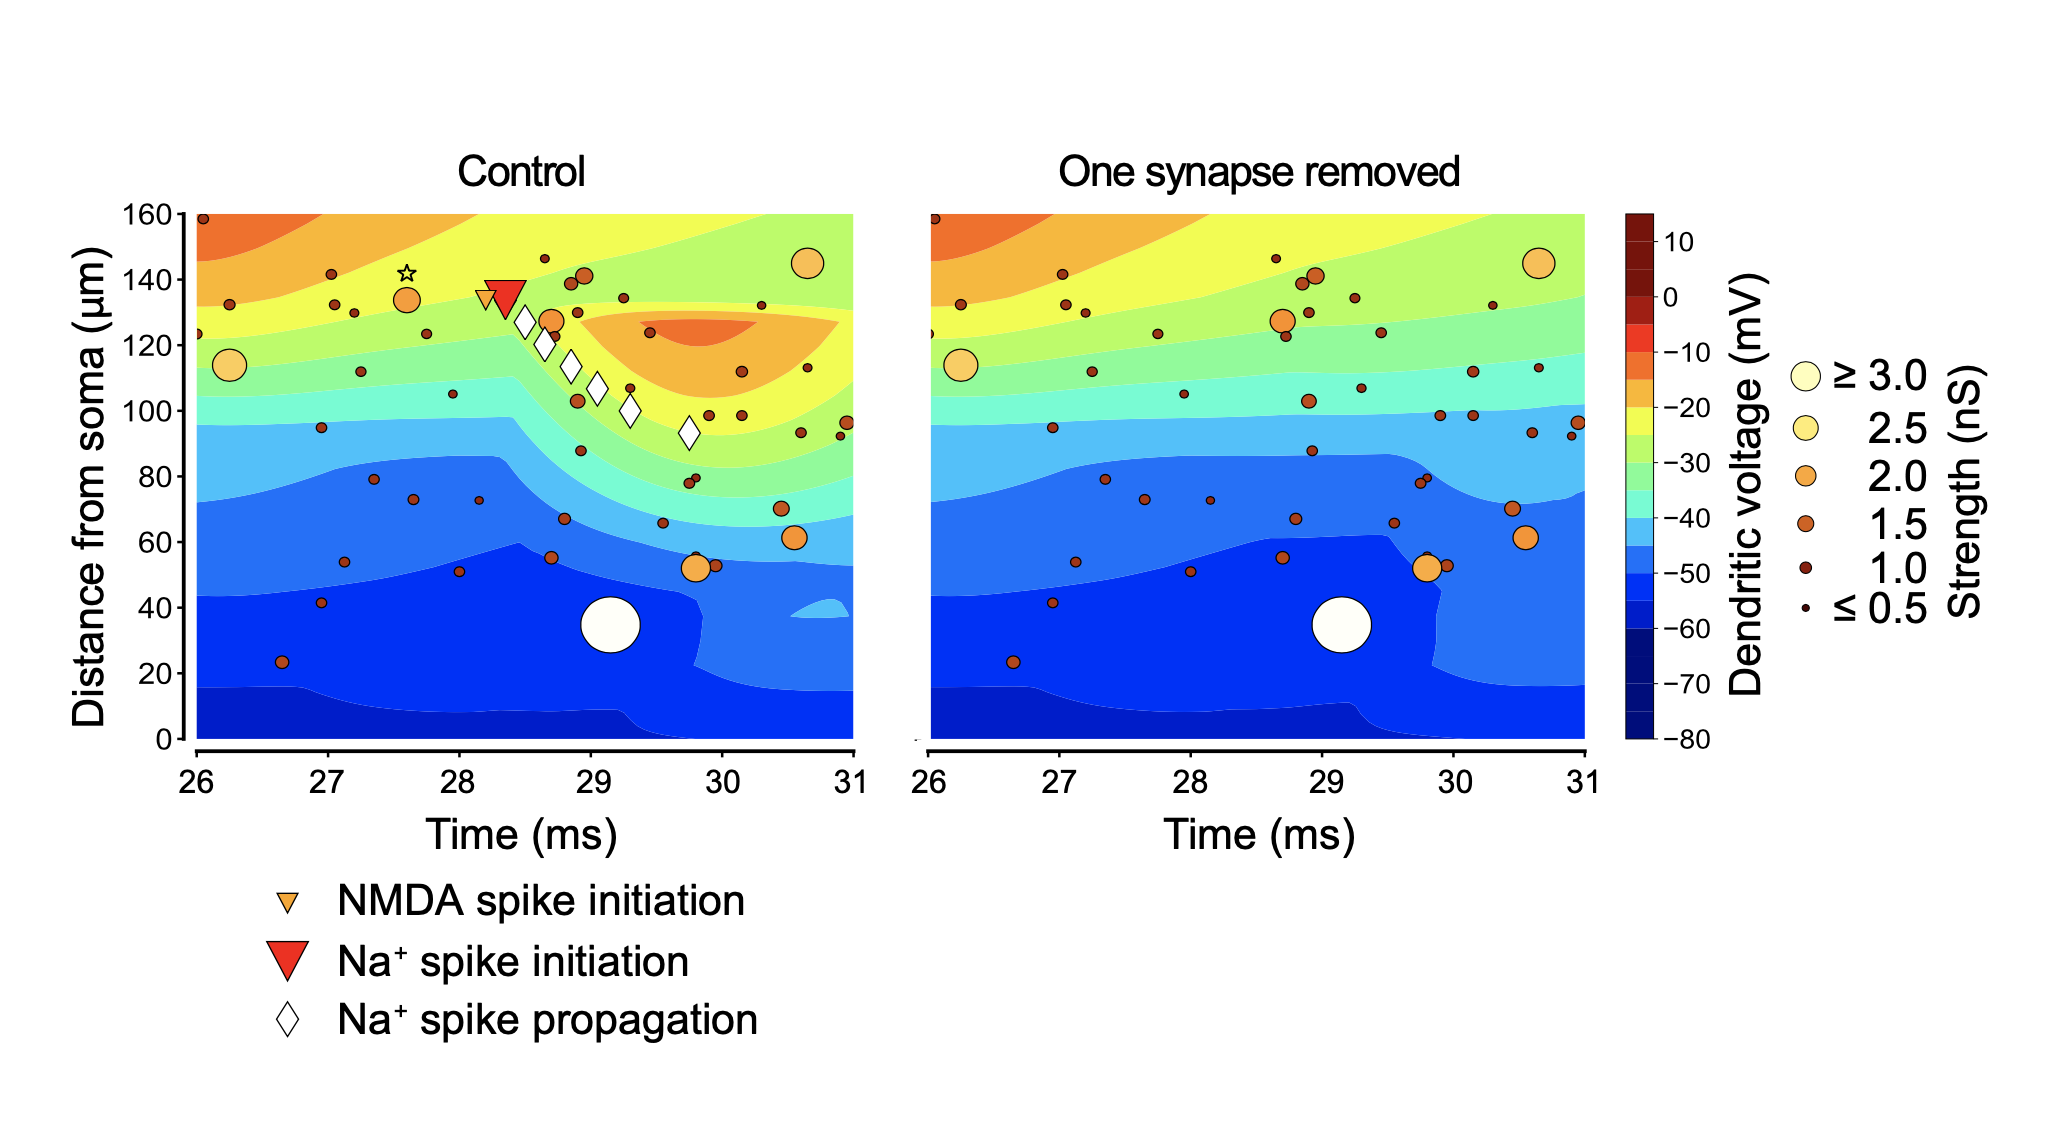 Control
One synapse removed
160
140
120
100
80
60
40
20
0
Distance from soma (µm)
26 27 28 29 30 31
Time (ms)
26 27 28 29 30 31
Time (ms)
10
0
−10
−20
−30
−40
−50
−60
−70
−80
Dendritic voltage (mV)
≥ 3.0
2.5
2.0
1.5
1.0
≤ 0.5
Strength (nS)
NMDA spike initiation
Na⁺ spike initiation
Na⁺ spike propagation